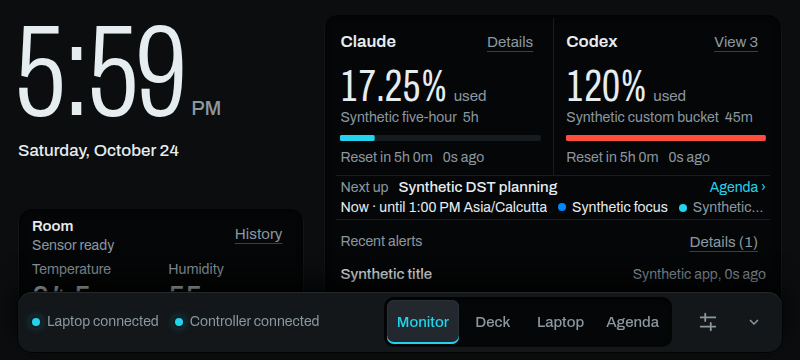 5:59 PM
Saturday, October 24
Room
Sensor ready
History
Temperature
Humidity
Claude
Details
17.25% used
Synthetic five-hour 5h
Reset in 5h 0m 0s ago
Codex
View 3
120% used
Synthetic custom bucket 45m
Reset in 5h 0m 0s ago
Next up Synthetic DST planning
Agenda ›
Now · until 1:00 PM Asia/Calcutta
Synthetic focus
Synthetic...
Recent alerts
Details (1)
Synthetic title
Synthetic app, 0s ago
Laptop connected
Controller connected
Monitor
Deck
Laptop
Agenda